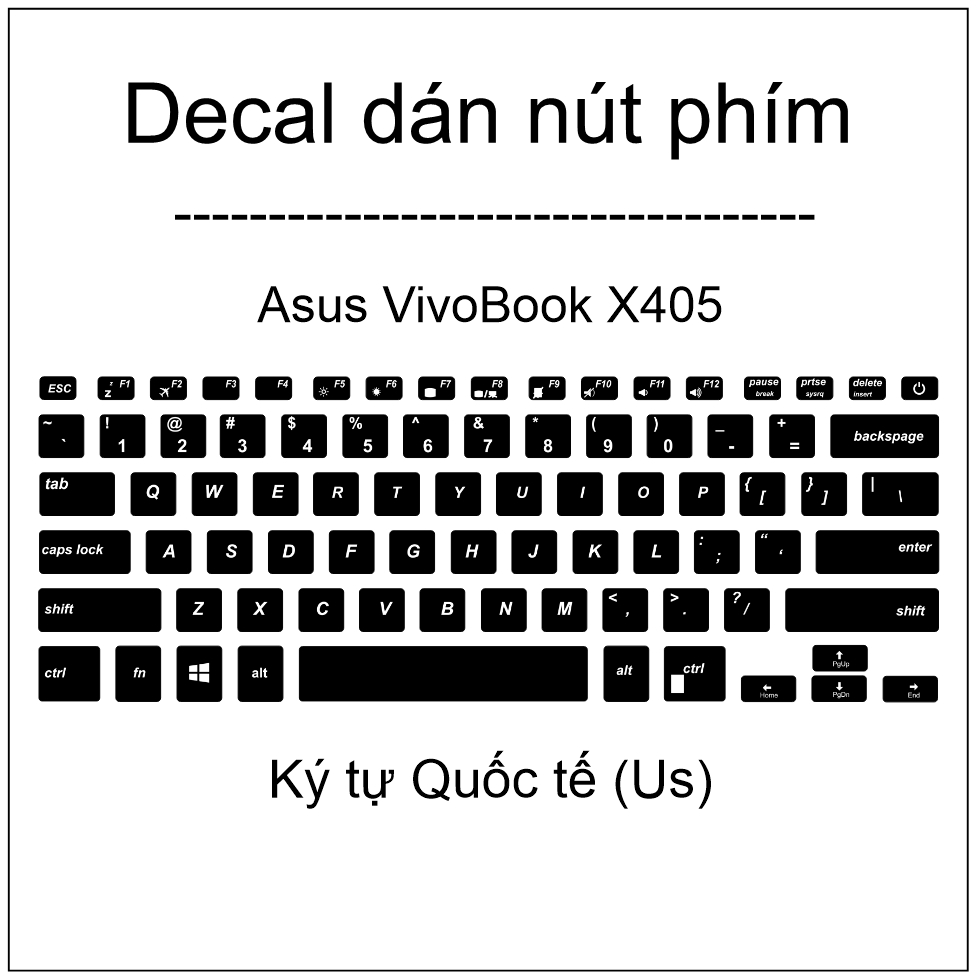 Decal dán nút phím
----------------------------------
Asus VivoBook X405
ESC z z F1 F2 F3 F4 F5 F6 F7 F8 F9 F10 F11 F12 pause break prtse sysrq delete insert
~ ` ! 1 @ 2 # 3 $ 4 % 5 ^ 6 & 7 * 8 ( 9 ) 0 _ - + = backspage
tab Q W E R T Y U I O P { [ } ] | \
caps lock A S D F G H J K L : ; “ ‘ enter
shift Z X C V B N M < , > . ? / shift
ctrl fn alt alt ctrl PgUp
Home PgDn End
Ký tự Quốc tế (Us)